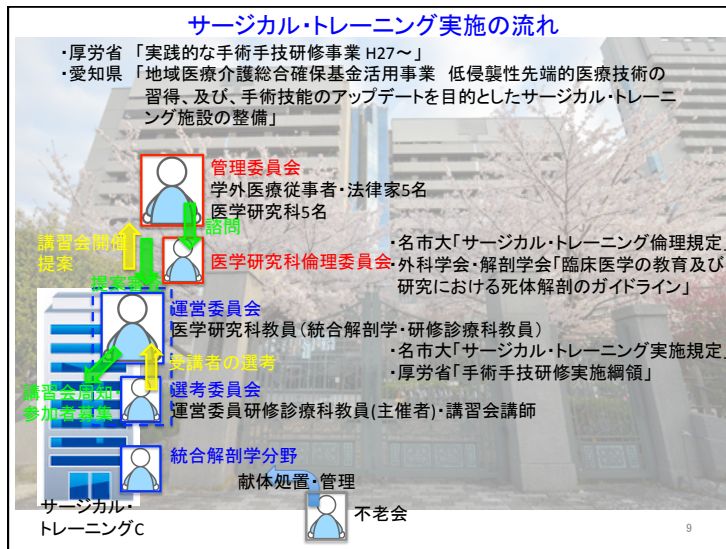 サージカル・トレーニング実施の流れ
・厚労省 「実践的な手術手技研修事業 H27～」
・愛知県 「地域医療介護総合確保基金活用事業 低侵襲性先端的医療技術の
習得、及び、手術技能のアップデートを目的としたサージカル・トレーニ
ング施設の整備」
管理委員会
学外医療従事者・法律家5名
医学研究科5名
諮問
講習会開催
提案
医学研究科倫理委員会
・名市大「サージカル・トレーニング倫理規定」
・外科学会・解剖学会「臨床医学の教育及び
研究における死体解剖のガイドライン」
提案審査
運営委員会
医学研究科教員(統合解剖学・研修診療科教員)
受講者の選考
・名市大「サージカル・トレーニング実施規定」
・厚労省「手術手技研修実施綱領」
講習会周知・
参加者募集
選考委員会
運営委員研修診療科教員(主催者)・講習会講師
統合解剖学分野
献体処置・管理
サージカル・
トレーニングC
不老会
9